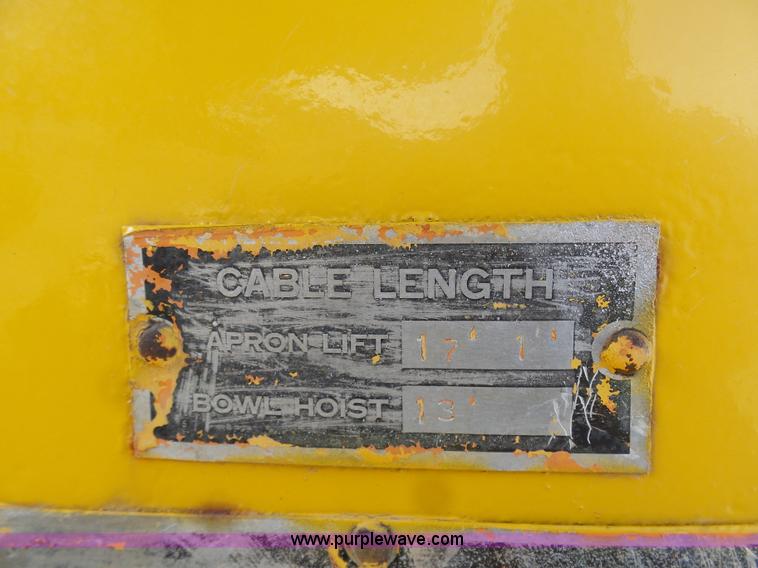 CABLE LENGTH
APRON LIFT 17' 1"
BOWL HOIST 13'
www.purplewave.com